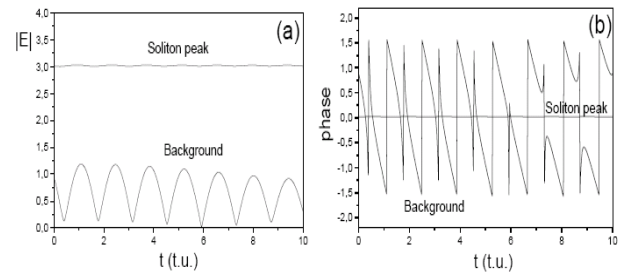 (a)
|E|
4,0
3,5
3,0
2,5
2,0
1,5
1,0
0,5
0,0
Soliton peak
Background
0 2 4 6 8 10
t (t.u.)
(b)
phase
2,0
1,5
1,0
0,5
0,0
-0,5
-1,0
-1,5
-2,0
Soliton peak
Background
0 2 4 6 8 10
t (t.u.)